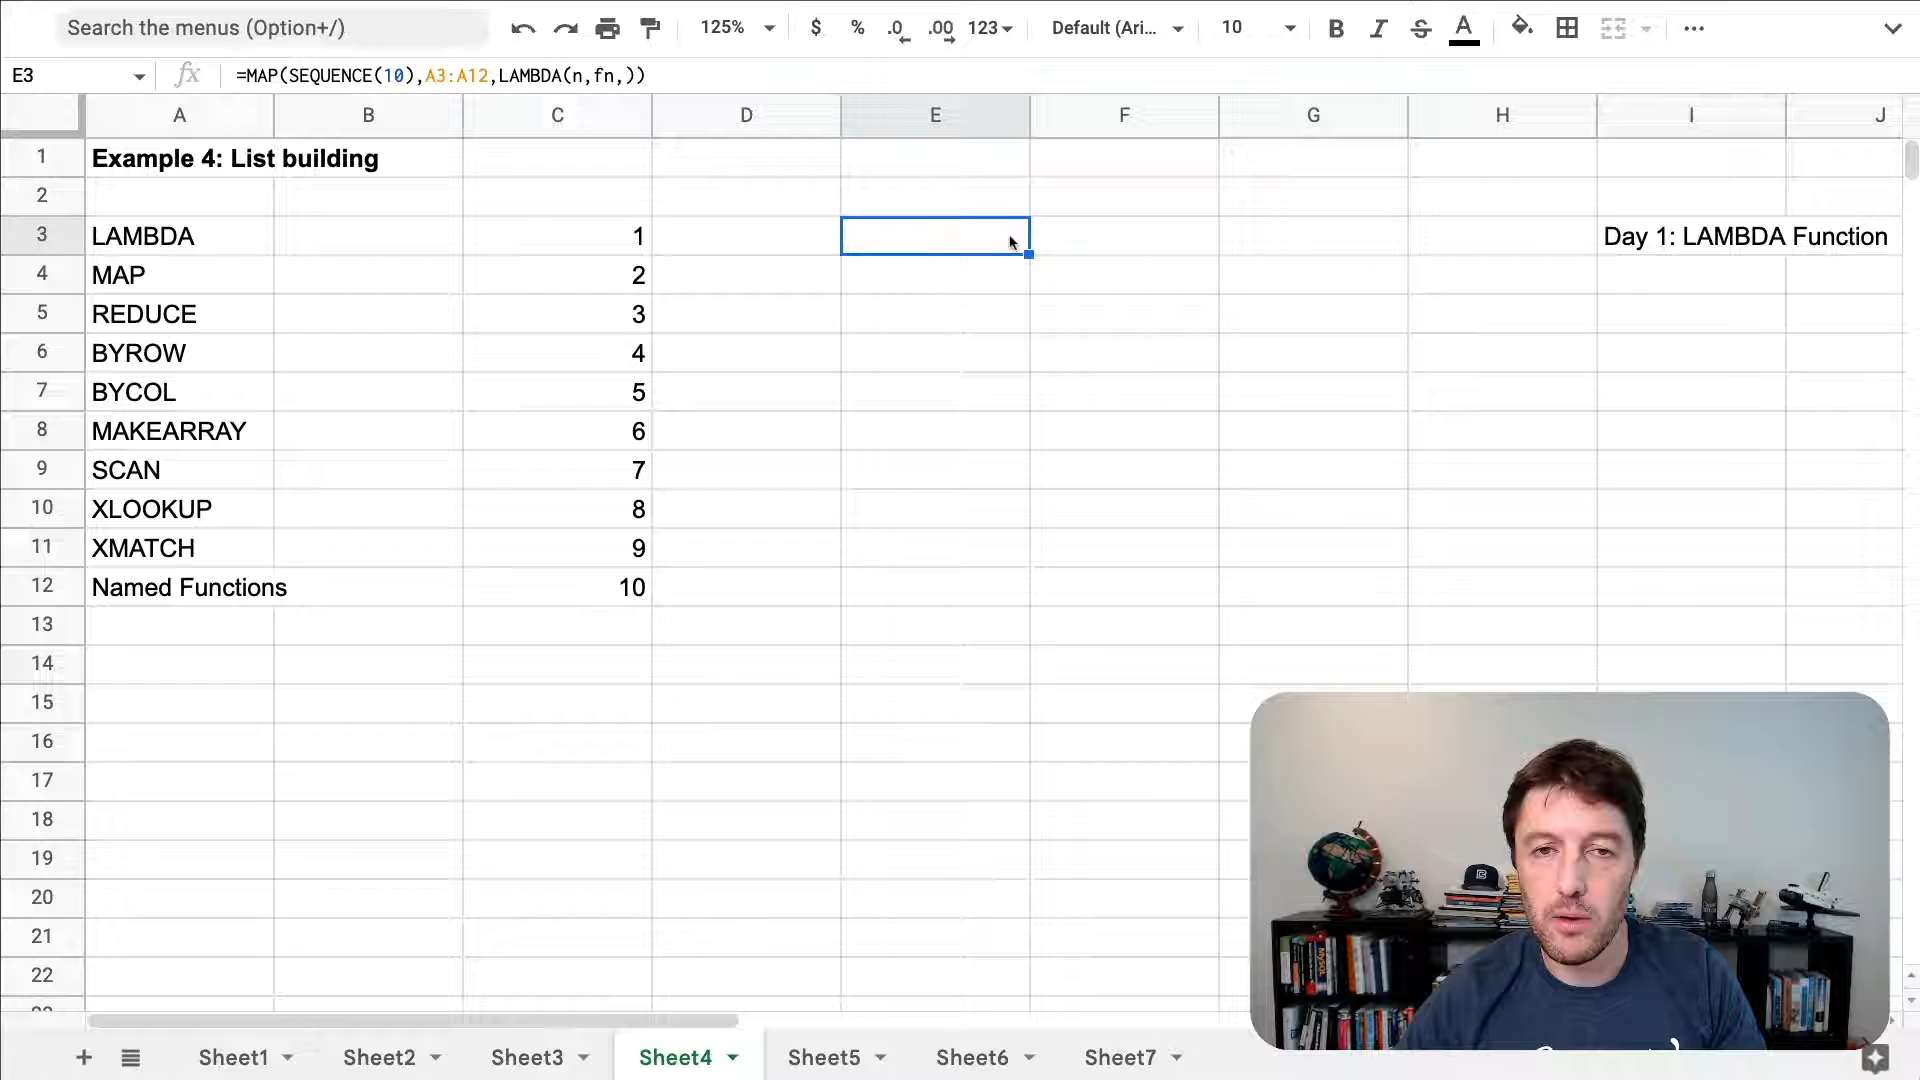 Search the menus (Option+/)
125%
$
%
.0
.00
123
Default (Ari...
10
B
I
S
A
E3
fx
=MAP(SEQUENCE(10),A3:A12,LAMBDA(n,fn,))
A B C D E F G H I J
1 Example 4: List building
2
3 LAMBDA 1 Day 1: LAMBDA Function
4 MAP 2
5 REDUCE 3
6 BYROW 4
7 BYCOL 5
8 MAKEARRAY 6
9 SCAN 7
10 XLOOKUP 8
11 XMATCH 9
12 Named Functions 10
13
14
15
16
17
18
19
20
21
22
MySQL
Sheet1
Sheet2
Sheet3
Sheet4
Sheet5
Sheet6
Sheet7